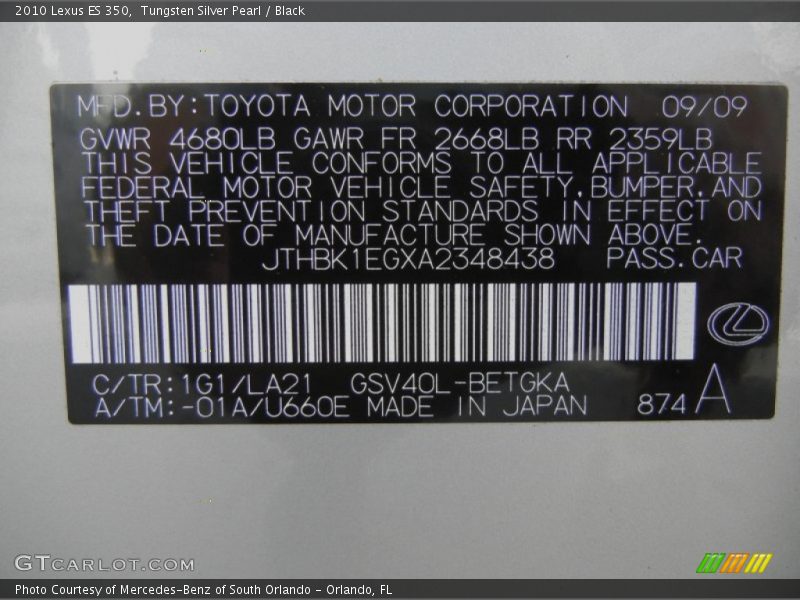 2010 Lexus ES 350,  Tungsten Silver Pearl / Black
MFD.BY:TOYOTA MOTOR CORPORATION 09/09
GVWR 4680LB GAWR FR 2668LB RR 2359LB
THIS VEHICLE CONFORMS TO ALL APPLICABLE
FEDERAL MOTOR VEHICLE SAFETY,BUMPER,AND
THEFT PREVENTION STANDARDS IN EFFECT ON
THE DATE OF MANUFACTURE SHOWN ABOVE.
JTHBK1EGXA2348438 PASS.CAR
C/TR:1G1/LA21 GSV40L-BETGKA
A/TM:-01A/U660E MADE IN JAPAN 874 A
GTCARLOT.COM
Photo Courtesy of Mercedes-Benz of South Orlando - Orlando, FL